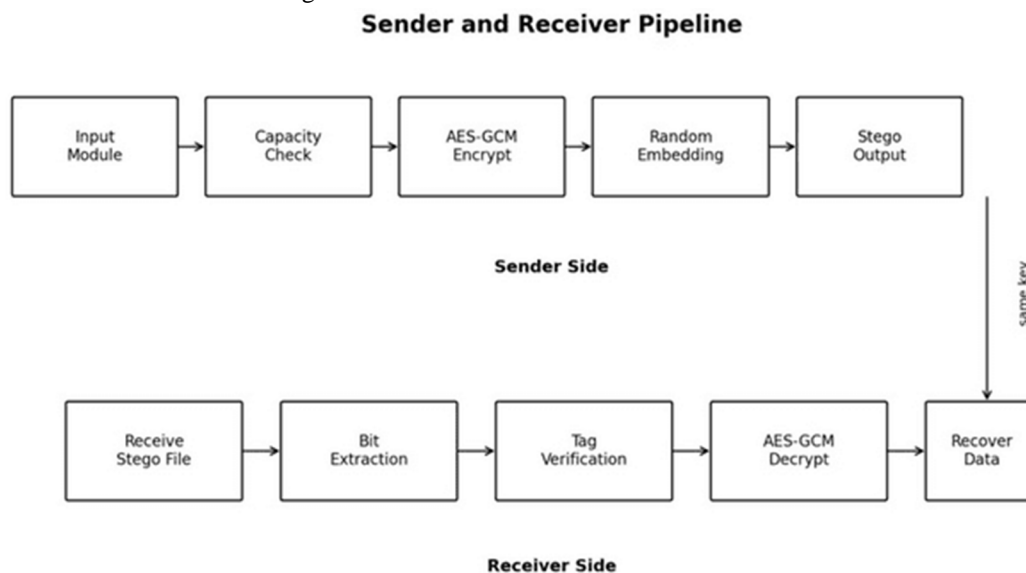 Sender and Receiver Pipeline
Input
Module
Capacity
Check
AES-GCM
Encrypt
Random
Embedding
Stego
Output
Sender Side
same key
Receive
Stego File
Bit
Extraction
Tag
Verification
AES-GCM
Decrypt
Recover
Data
Receiver Side